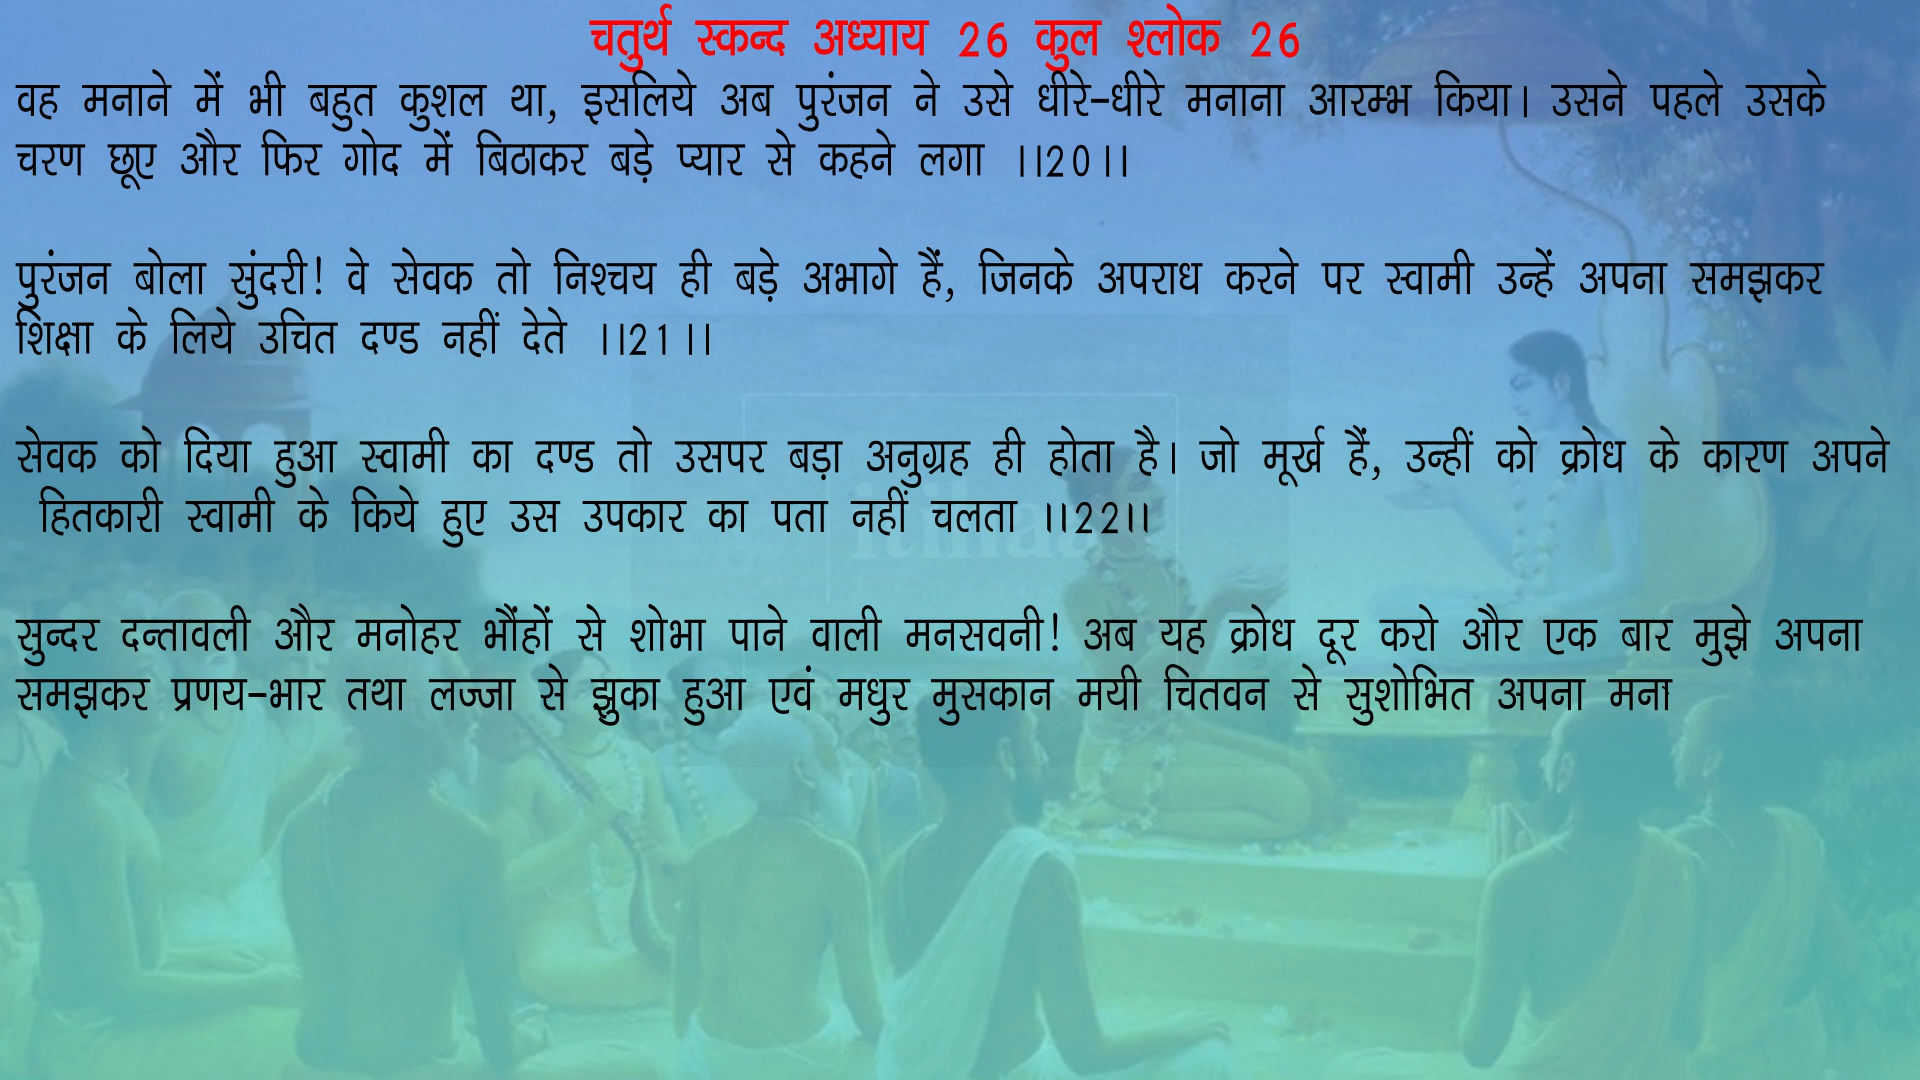 चतुर्थ स्कन्द अध्याय 26 कुल श्लोक 26
वह मनाने में भी बहुत कुशल था, इसलिये अब पुरंजन ने उसे धीरे-धीरे मनाना आरम्भ किया। उसने पहले उसके
चरण छूए और फिर गोद में बिठाकर बड़े प्यार से कहने लगा ।।20।।
पुरंजन बोला सुंदरी! वे सेवक तो निश्चय ही बड़े अभागे हैं, जिनके अपराध करने पर स्वामी उन्हें अपना समझकर
शिक्षा के लिये उचित दण्ड नहीं देते ।।21।।
सेवक को दिया हुआ स्वामी का दण्ड तो उसपर बड़ा अनुग्रह ही होता है। जो मूर्ख हैं, उन्हीं को क्रोध के कारण अपने
हितकारी स्वामी के किये हुए उस उपकार का पता नहीं चलता ।।22।।
सुन्दर दन्तावली और मनोहर भौंहों से शोभा पाने वाली मनसवनी! अब यह क्रोध दूर करो और एक बार मुझे अपना
समझकर प्रणय-भार तथा लज्जा से झुका हुआ एवं मधुर मुसकान मयी चितवन से सुशोभित अपना मना